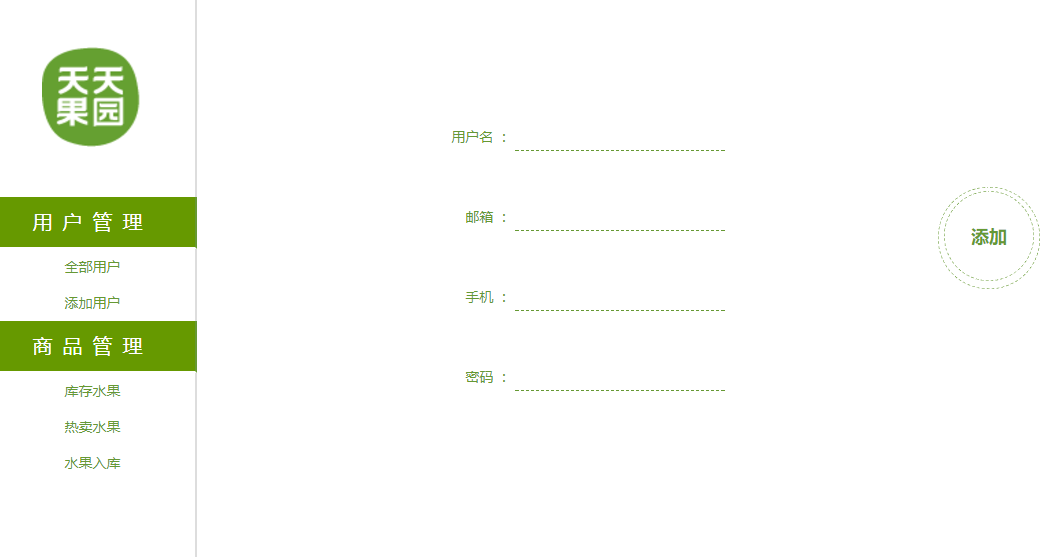 天天
果园
用户管理
全部用户
添加用户
商品管理
库存水果
热卖水果
水果入库
用户名 ：
邮箱 ：
手机 ：
密码 ：
添加